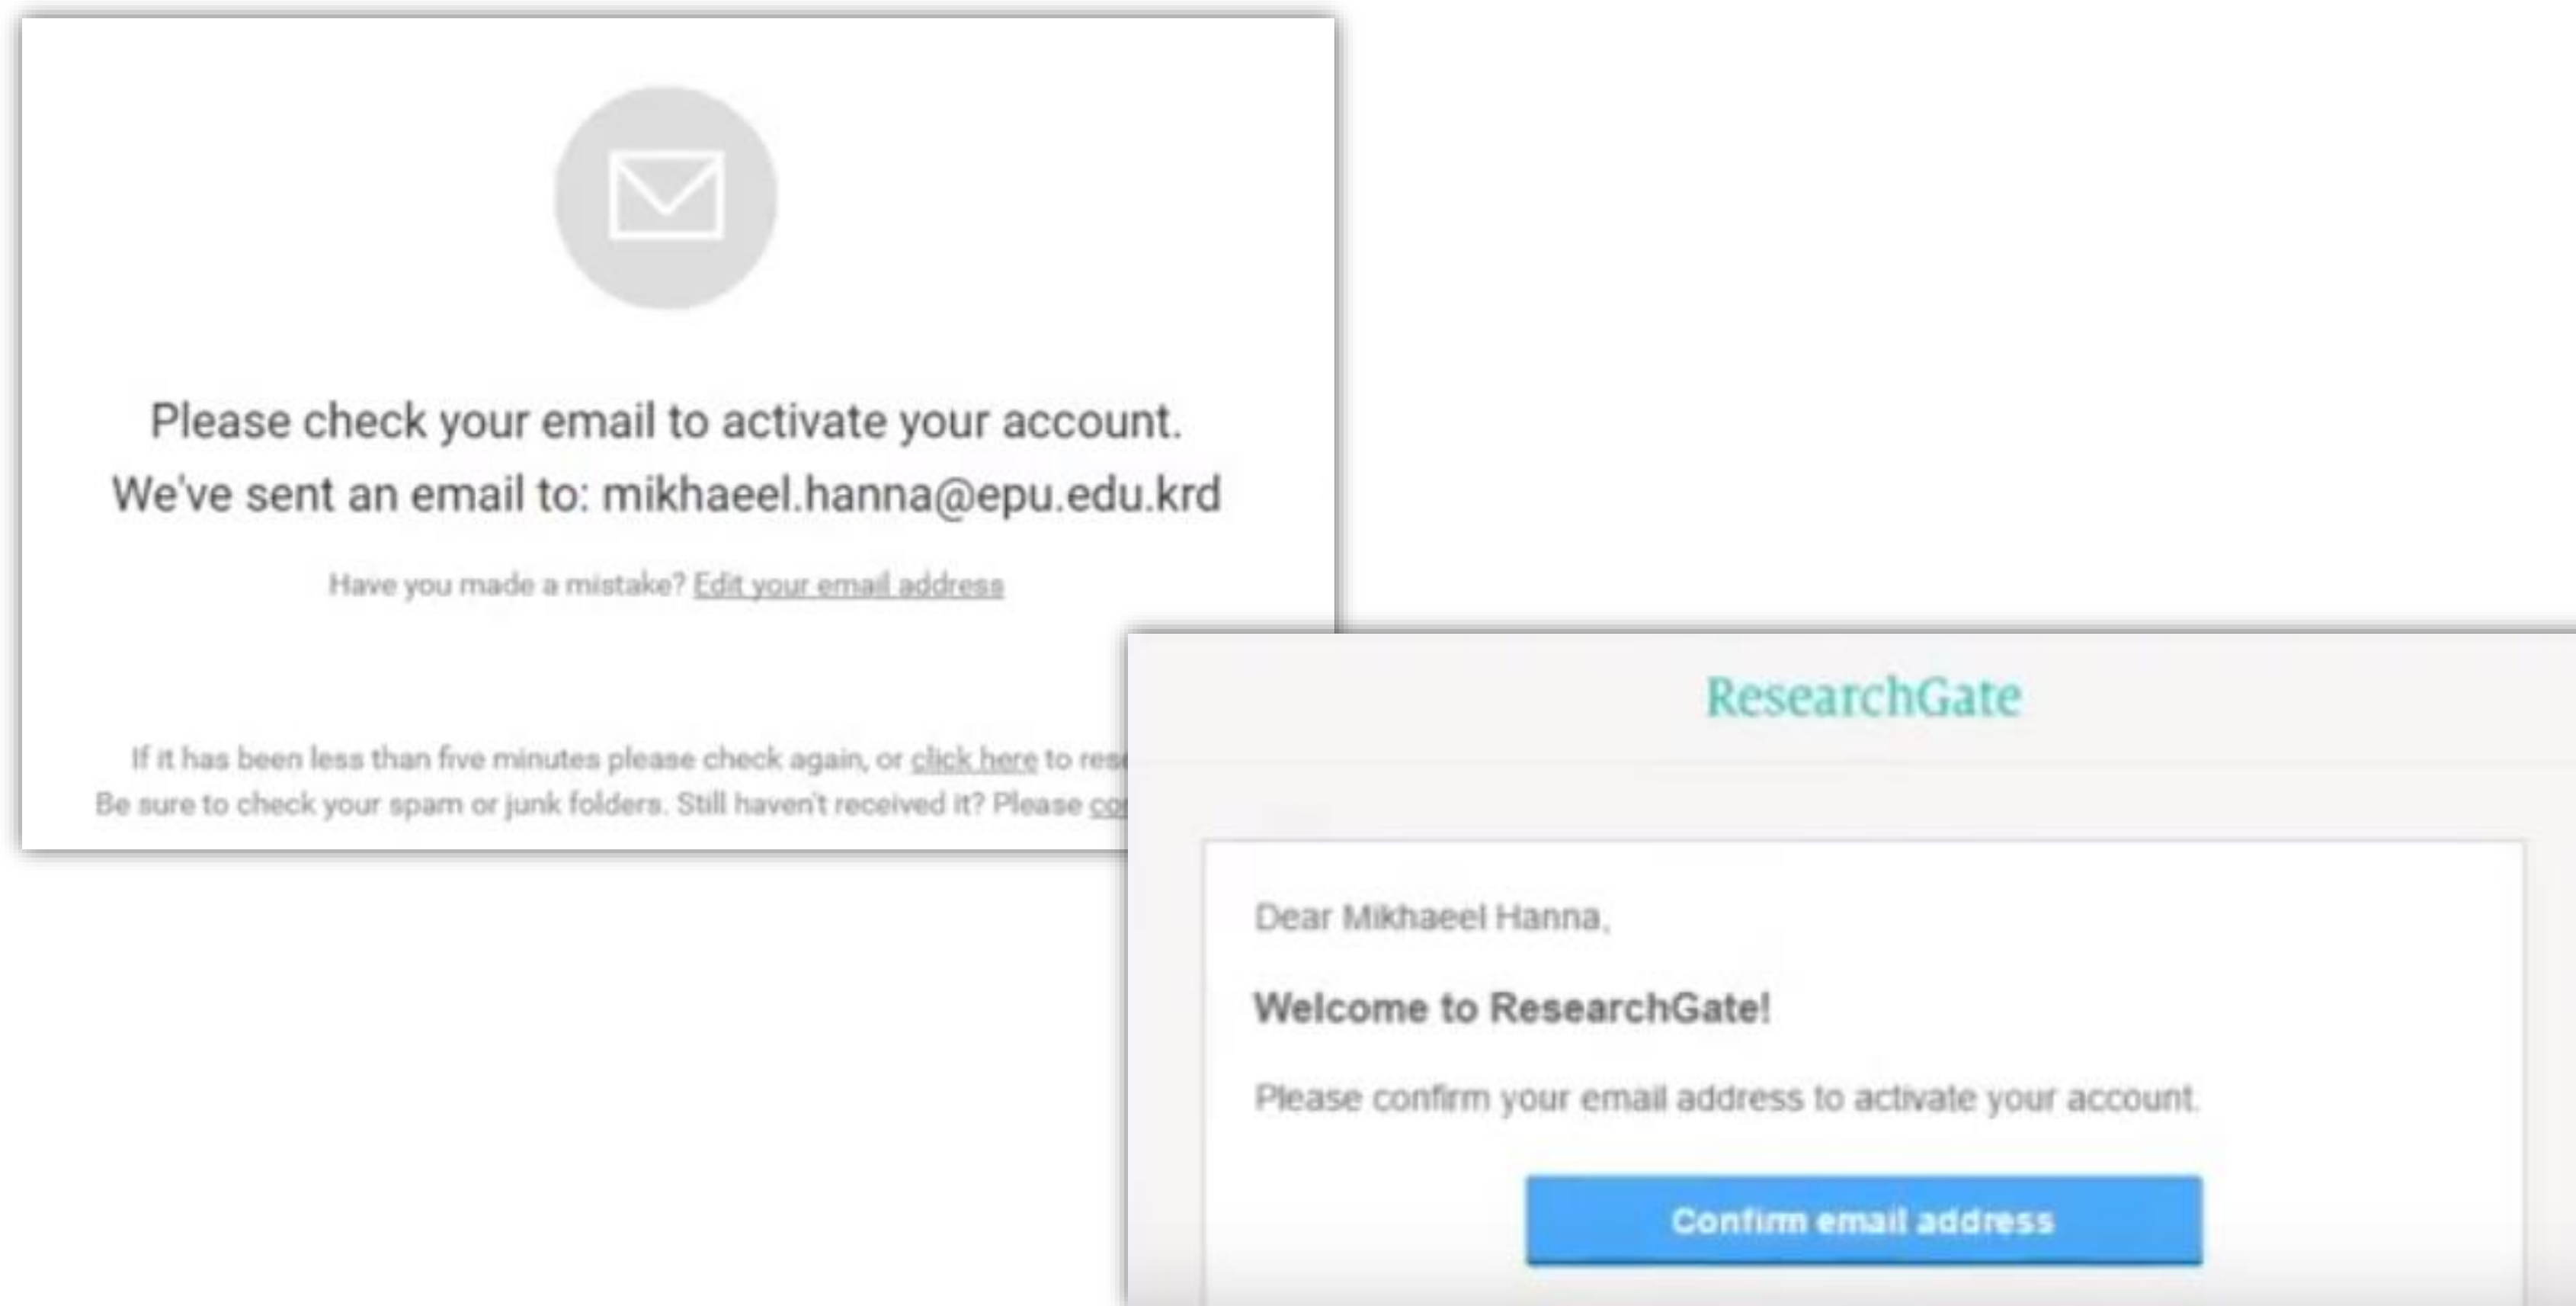 Please check your email to activate your account.
We've sent an email to: mikhaeel.hanna@epu.edu.krd
Have you made a mistake? Edit your email address
If it has been less than five minutes please check again, or click here to
Be sure to check your spam or junk folders. Still haven't received it? Please
ResearchGate
Dear Mikhaeel Hanna,
Welcome to ResearchGate!
Please confirm your email address to activate your account.
Confirm email address